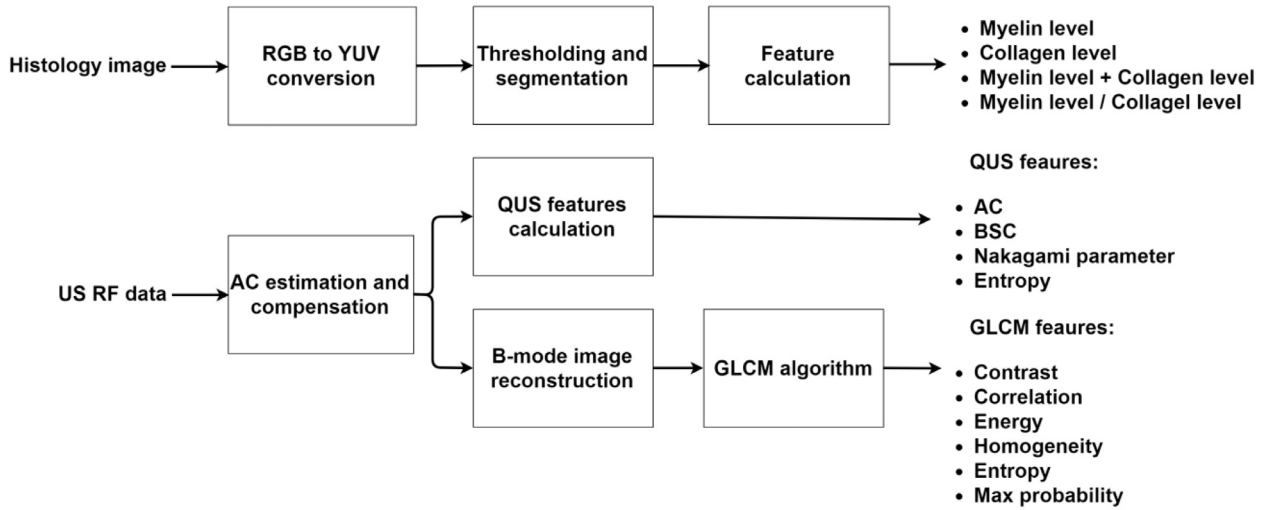 Histology image
RGB to YUV
conversion
Thresholding and
segmentation
Feature
calculation
• Myelin level
• Collagen level
• Myelin level + Collagen level
• Myelin level / Collagel level
US RF data
AC estimation and
compensation
QUS features
calculation
QUS feaures:
• AC
• BSC
• Nakagami parameter
• Entropy
B-mode image
reconstruction
GLCM algorithm
GLCM feaures:
• Contrast
• Correlation
• Energy
• Homogeneity
• Entropy
• Max probability